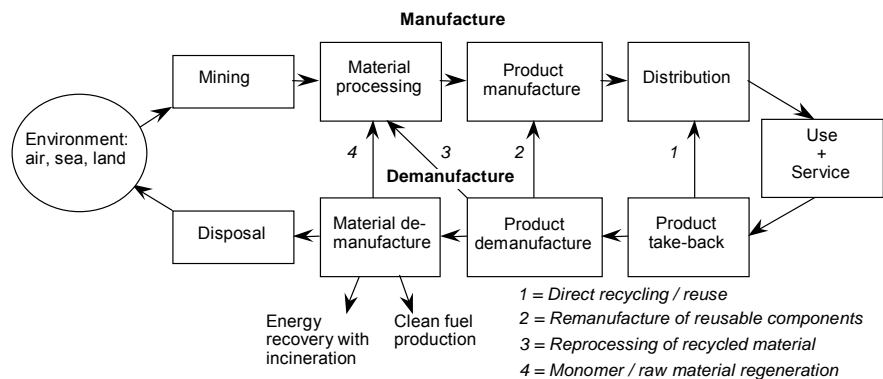 Manufacture
Mining
Material
processing
Product
manufacture
Distribution
Environment:
air, sea, land
Use
+
Service
4
3
2
1
Demanufacture
Disposal
Material de-
manufacture
Product
demanufacture
Product
take-back
Energy
recovery with
incineration
Clean fuel
production
1 = Direct recycling / reuse
2 = Remanufacture of reusable components
3 = Reprocessing of recycled material
4 = Monomer / raw material regeneration